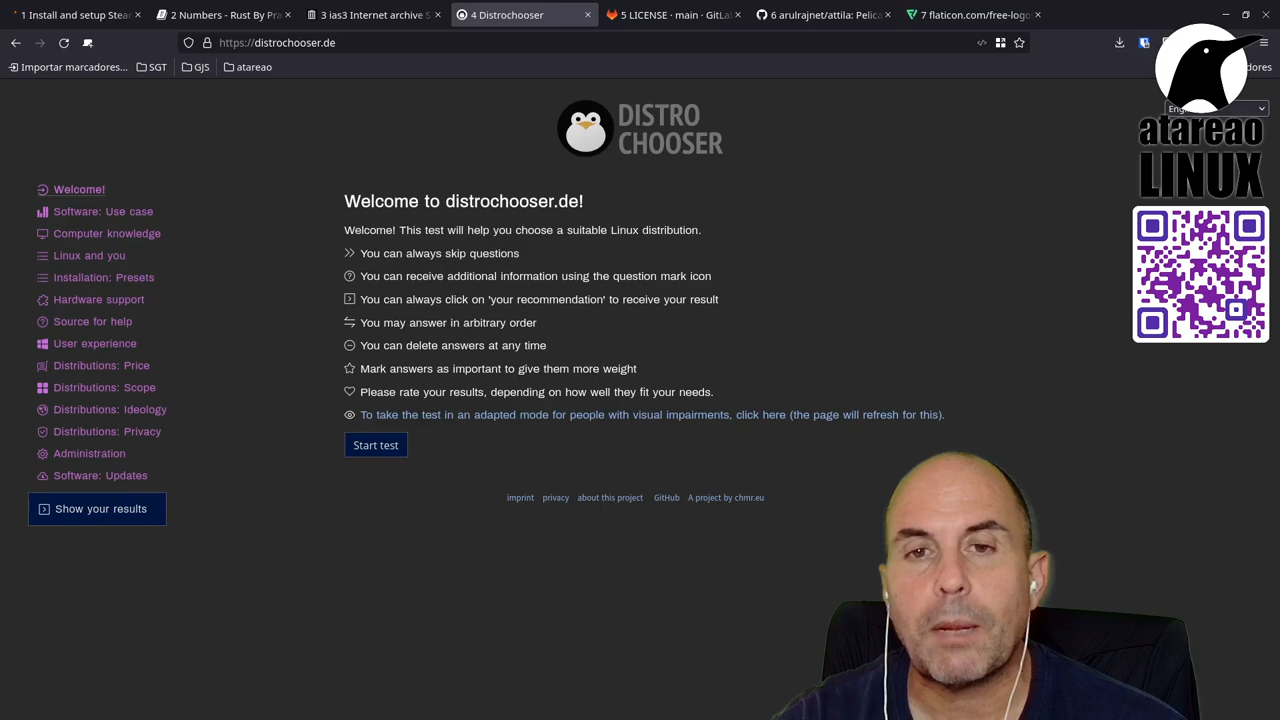 1 Install and setup Stea
2 Numbers - Rust By Pra
3 ias3 Internet archive S
4 Distrochooser
5 LICENSE · main · GitLa
6 arulrajnet/attila: Pelica
7 flaticon.com/free-logo
https://distrochooser.de
Importar marcadores...
SGT
GJS
atareao
DISTRO
CHOOSER
atareao
LINUX
Welcome!
Software: Use case
Computer knowledge
Linux and you
Installation: Presets
Hardware support
Source for help
User experience
Distributions: Price
Distributions: Scope
Distributions: Ideology
Distributions: Privacy
Administration
Software: Updates
Show your results
Welcome to distrochooser.de!
Welcome! This test will help you choose a suitable Linux distribution.
You can always skip questions
You can receive additional information using the question mark icon
You can always click on 'your recommendation' to receive your result
You may answer in arbitrary order
You can delete answers at any time
Mark answers as important to give them more weight
Please rate your results, depending on how well they fit your needs.
To take the test in an adapted mode for people with visual impairments, click here (the page will refresh for this).
Start test
imprint privacy about this project GitHub A project by chmr.eu